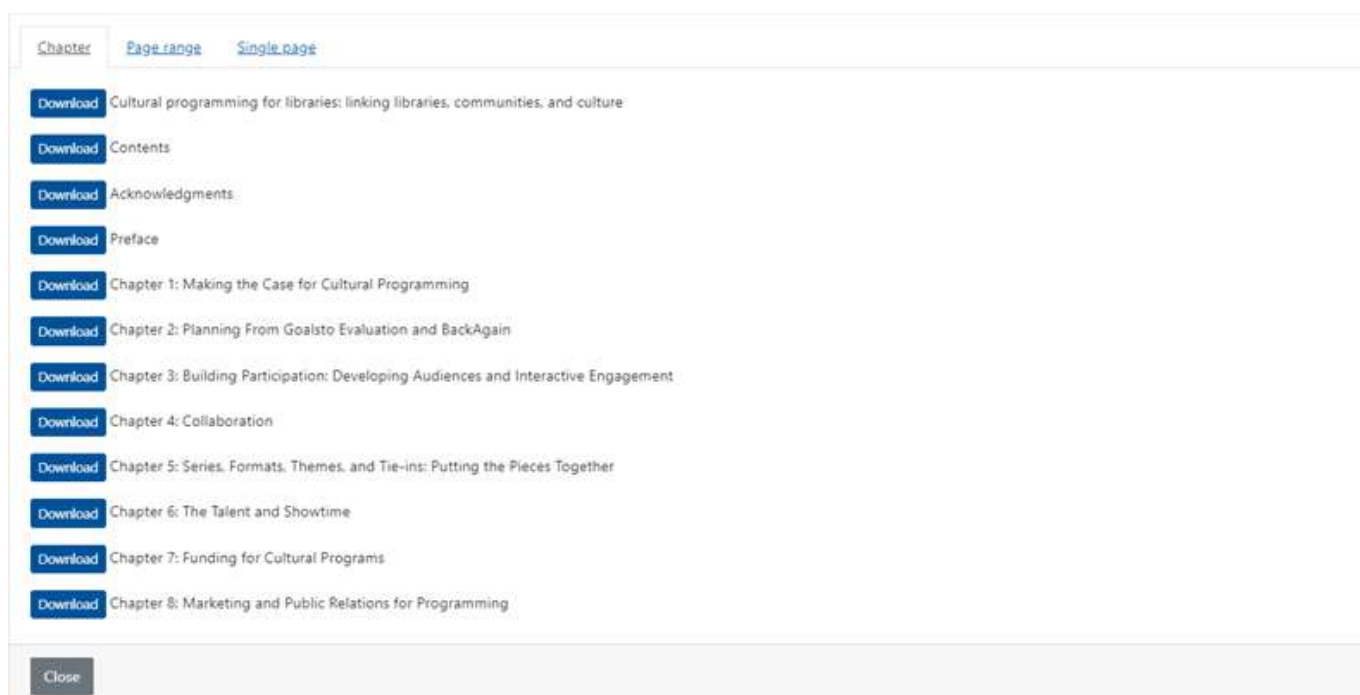 Chapter Page range Single page
Download Cultural programming for libraries: linking libraries, communities, and culture
Download Contents
Download Acknowledgments
Download Preface
Download Chapter 1: Making the Case for Cultural Programming
Download Chapter 2: Planning From Goalsto Evaluation and BackAgain
Download Chapter 3: Building Participation: Developing Audiences and Interactive Engagement
Download Chapter 4: Collaboration
Download Chapter 5: Series, Formats, Themes, and Tie-ins: Putting the Pieces Together
Download Chapter 6: The Talent and Showtime
Download Chapter 7: Funding for Cultural Programs
Download Chapter 8: Marketing and Public Relations for Programming
Close